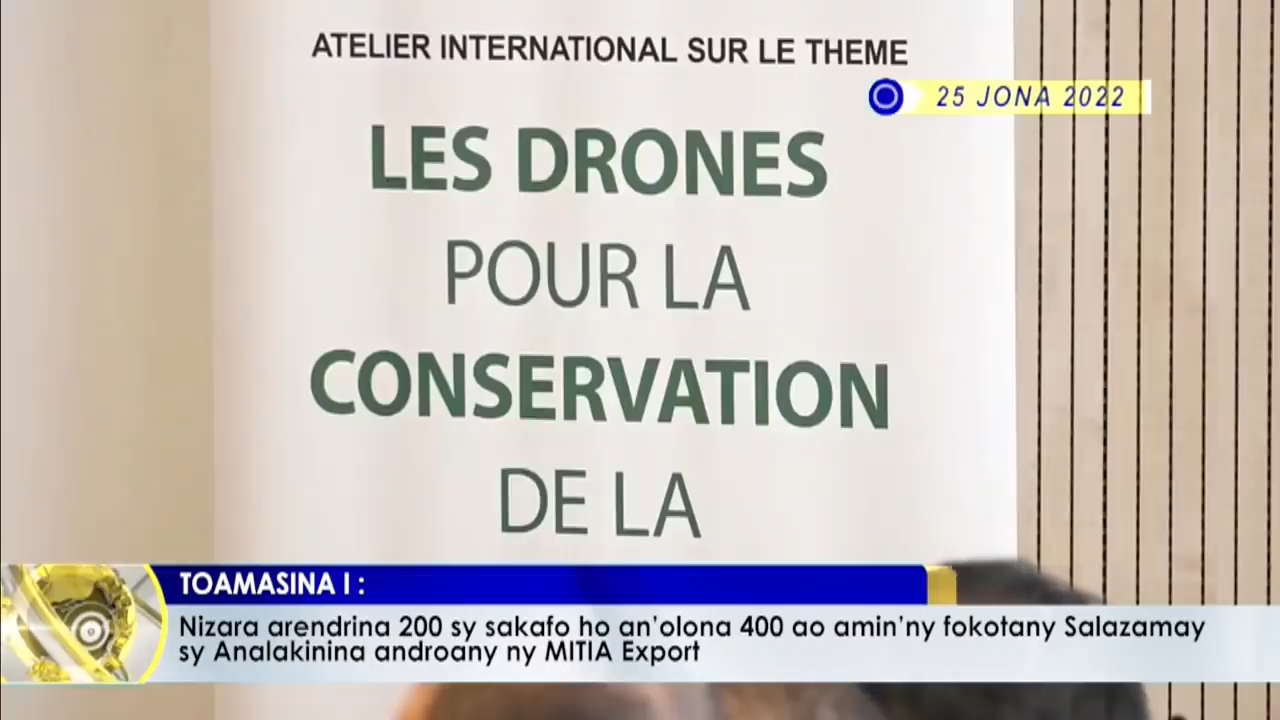 ATELIER INTERNATIONAL SUR LE THEME
25 JONA 2022
LES DRONES
POUR LA
CONSERVATION
DE LA
TOAMASINA I :
Nizara arendrina 200 sy sakafo ho an'olona 400 ao amin'ny fokotany Salazamay
sy Analakinina androany ny MITIA Export